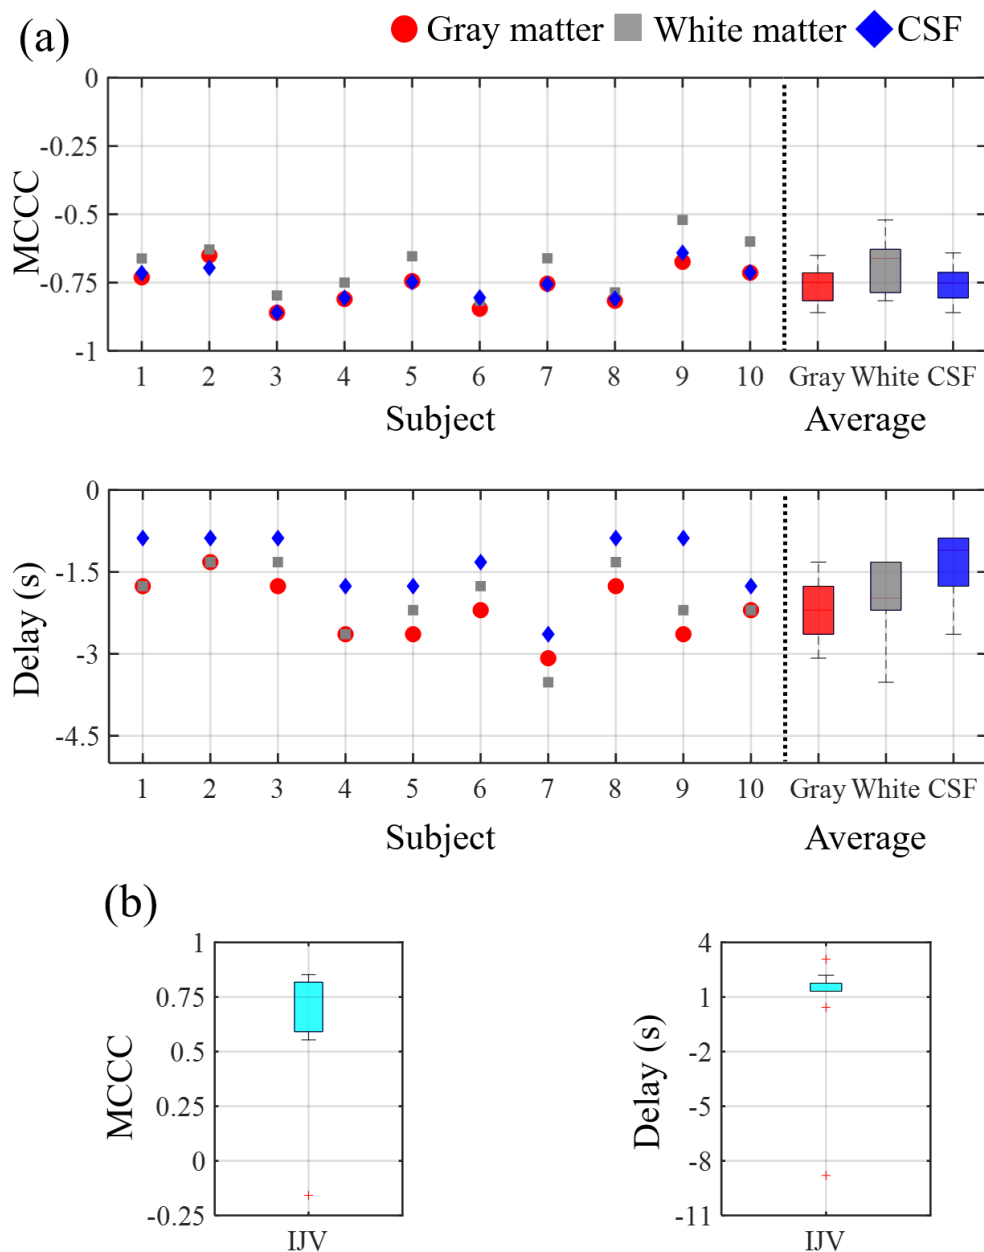 (a)
Gray matter White matter CSF
0
-0.25
-0.5
-0.75
-1
MCCC
1 2 3 4 5 6 7 8 9 10 Gray White CSF
Subject Average
0
-1.5
-3
-4.5
Delay (s)
1 2 3 4 5 6 7 8 9 10 Gray White CSF
Subject Average
(b)
1
0.75
0.5
0.25
0
-0.25
MCCC
IJV
4
1
-2
-5
-8
-11
Delay (s)
IJV